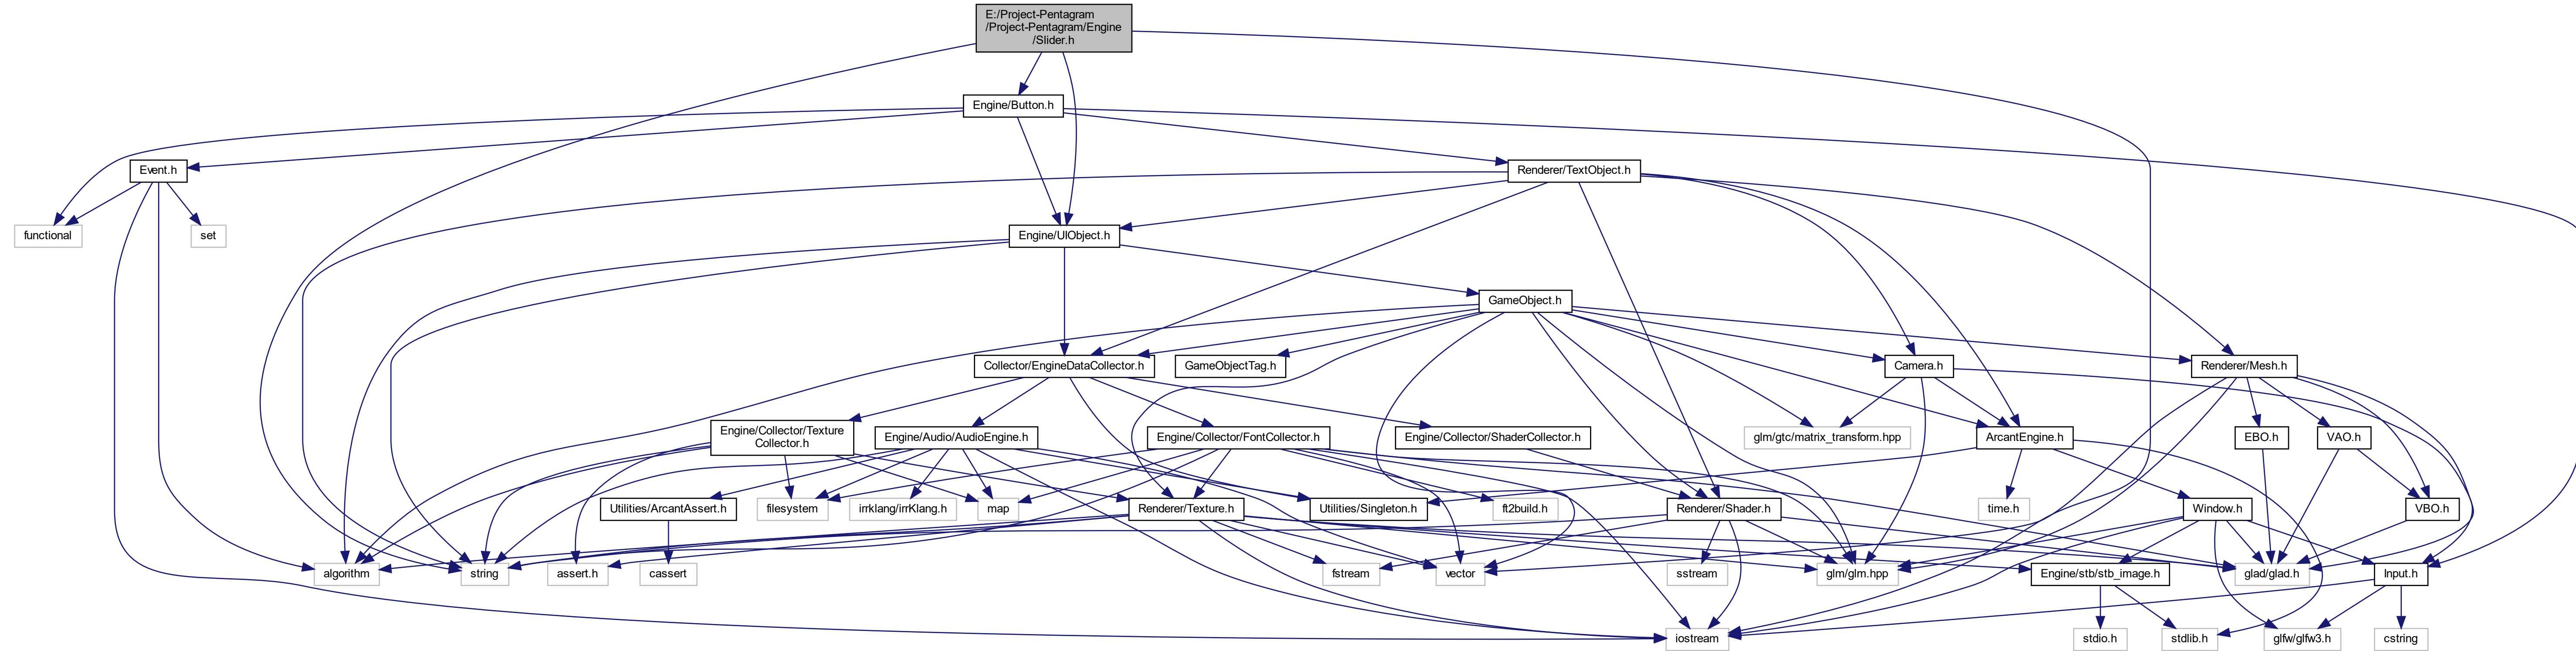 E:/Project-Pentagram
/Project-Pentagram/Engine
/Slider.h
Engine/Button.h
Event.h
Renderer/TextObject.h
functional
set
Engine/UIObject.h
GameObject.h
Collector/EngineDataCollector.h
GameObjectTag.h
Camera.h
Renderer/Mesh.h
Engine/Collector/Texture
Collector.h
Engine/Audio/AudioEngine.h
Engine/Collector/FontCollector.h
Engine/Collector/ShaderCollector.h
glm/gtc/matrix_transform.hpp
ArcantEngine.h
EBO.h
VAO.h
Utilities/ArcantAssert.h
filesystem
irrklang/irrKlang.h
map
Renderer/Texture.h
Utilities/Singleton.h
ft2build.h
Renderer/Shader.h
time.h
Window.h
VBO.h
algorithm
string
assert.h
cassert
fstream
vector
sstream
glm/glm.hpp
Engine/stb/stb_image.h
glad/glad.h
Input.h
iostream
stdio.h
stdlib.h
glfw/glfw3.h
cstring